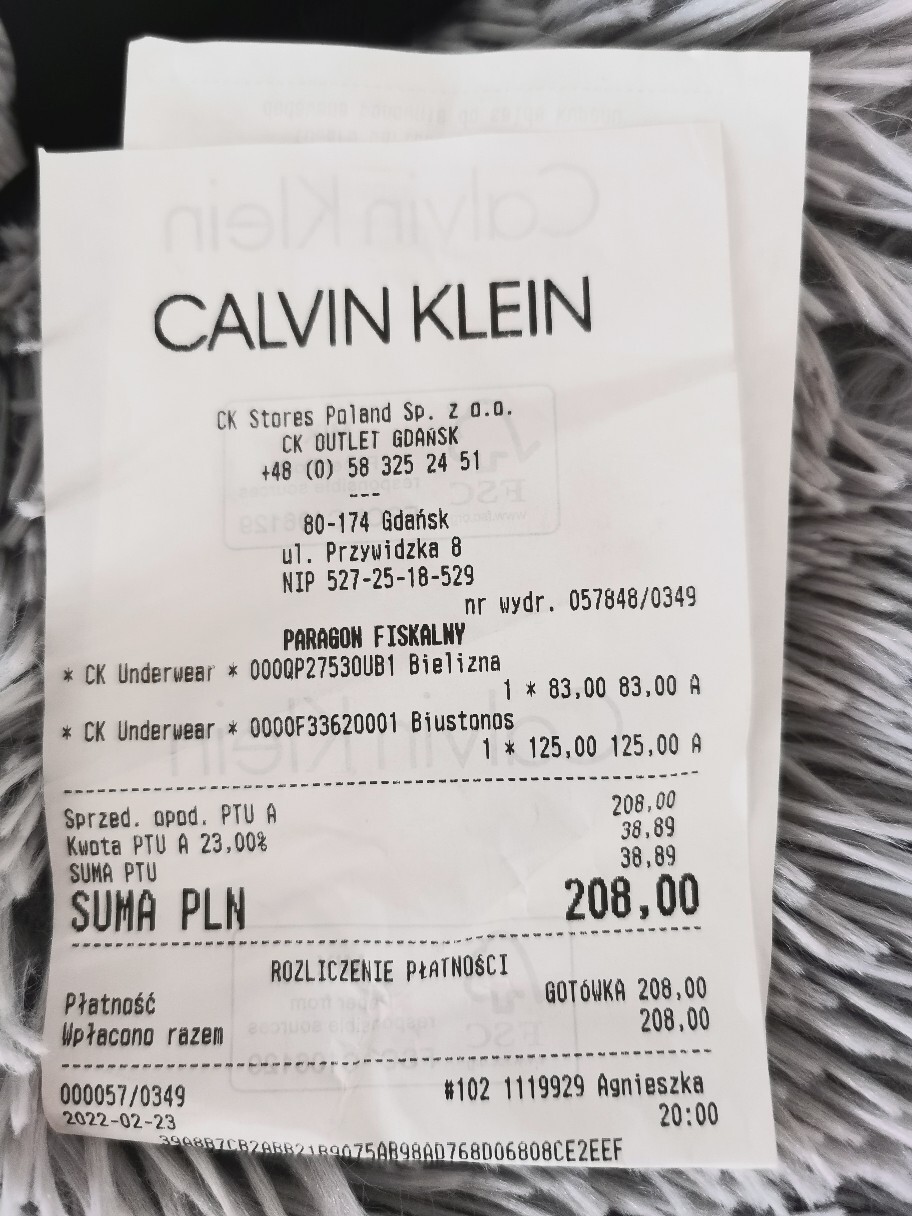 CALVIN KLEIN
CK Stores Poland Sp. z o.o.
CK OUTLET GDAŃSK
+48 (0) 58 325 24 51
---
80-174 Gdańsk
ul. Przywidzka 8
NIP 527-25-18-529
nr wydr. 057848/0349
PARAGON FISKALNY
* CK Underwear * 000QP2753OUB1 Bielizna
1 * 83,00 83,00 A
* CK Underwear * 0000F33620001 Biustonos
1 * 125,00 125,00 A
Sprzed. opod. PTU A 208,00
Kwota PTU A 23,00% 38,89
SUMA PTU 38,89
SUMA PLN 208,00
ROZLICZENIE PŁATNOŚCI
Płatność GOTÓWKA 208,00
Wpłacono razem 208,00
000057/0349 #102 1119929 Agnieszka
2022-02-23 20:00